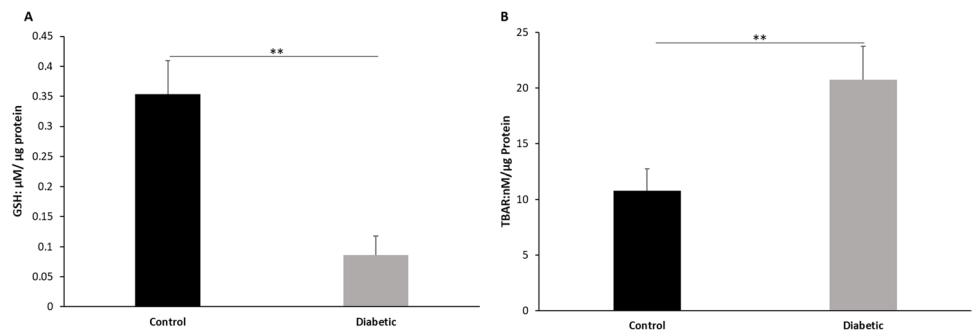 A
0.45
0.4
0.35
0.3
0.25
0.2
0.15
0.1
0.05
0
GSH: µM/ µg protein
**
Control
Diabetic
B
25
20
15
10
5
0
TBAR:nM/µg Protein
**
Control
Diabetic